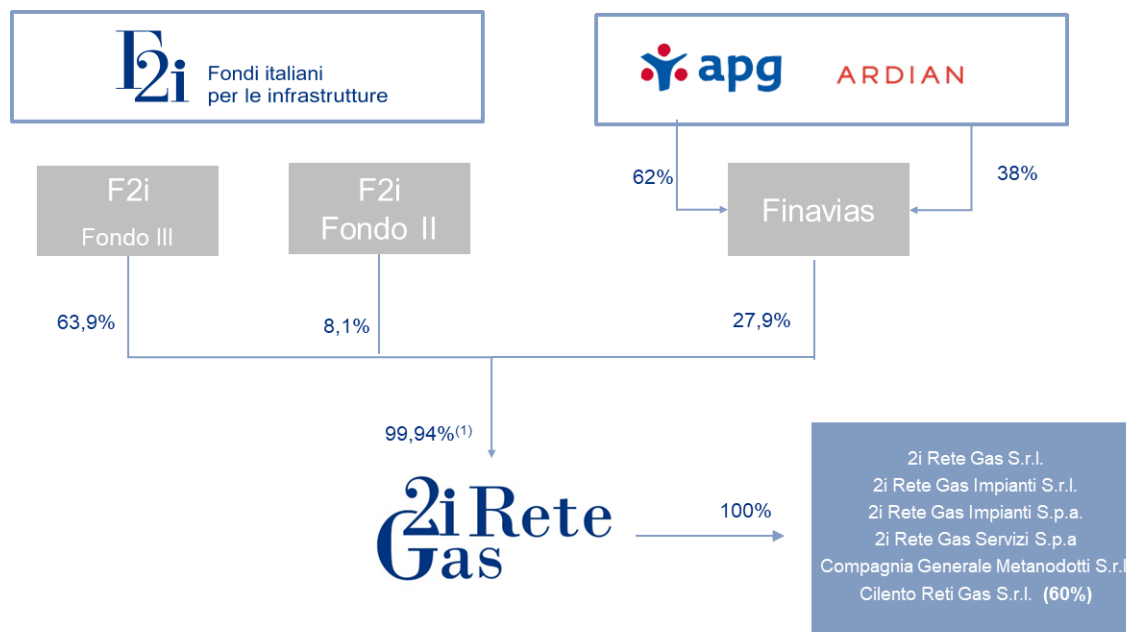 F2i
Fondi italiani
per le infrastrutture
apg
ARDIAN
62%
38%
F2i
Fondo III
F2i
Fondo II
Finavias
63,9%
8,1%
27,9%
99,94%(1)
2i Rete
Gas
100%
2i Rete Gas S.r.l.
2i Rete Gas Impianti S.r.l.
2i Rete Gas Impianti S.p.a.
2i Rete Gas Servizi S.p.a
Compagnia Generale Metanodotti S.r.l
Cilento Reti Gas S.r.l. (60%)